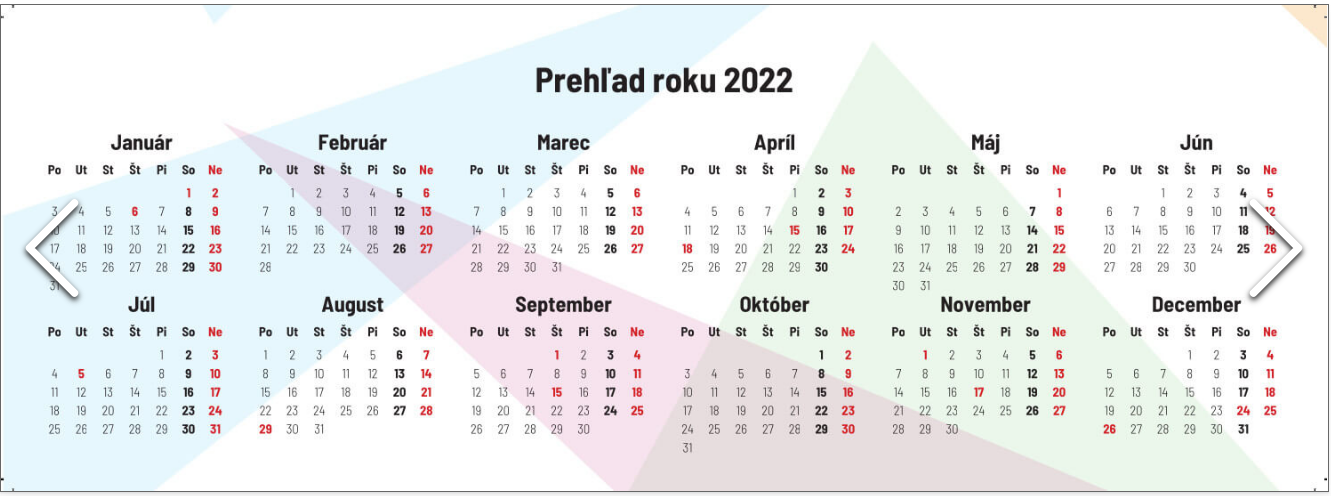 Prehľad roku 2022
Január
Po Ut St Št Pi So Ne
1 2
3 4 5 6 7 8 9
11 12 13 14 15 16
17 18 19 20 21 22 23
24 25 26 27 28 29 30
31
Február
Po Ut St Št Pi So Ne
1 2 3 4 5 6
7 8 9 10 11 12 13
14 15 16 17 18 19 20
21 22 23 24 25 26 27
28
Marec
Po Ut St Št Pi So Ne
1 2 3 4 5 6
7 8 9 10 11 12 13
14 15 16 17 18 19 20
21 22 23 24 25 26 27
28 29 30 31
Apríl
Po Ut St Št Pi So Ne
1 2 3
4 5 6 7 8 9 10
11 12 13 14 15 16 17
18 19 20 21 22 23 24
25 26 27 28 29 30
Máj
Po Ut St Št Pi So Ne
1
2 3 4 5 6 7 8
9 10 11 12 13 14 15
16 17 18 19 20 21 22
23 24 25 26 27 28 29
30 31
Jún
Po Ut St Št Pi So Ne
1 2 3 4 5
6 7 8 9 10 11 12
13 14 15 16 17 18 19
20 21 22 23 24 25 26
27 28 29 30
Júl
Po Ut St Št Pi So Ne
1 2 3
4 5 6 7 8 9 10
11 12 13 14 15 16 17
18 19 20 21 22 23 24
25 26 27 28 29 30 31
August
Po Ut St Št Pi So Ne
1 2 3 4 5 6 7
8 9 10 11 12 13 14
15 16 17 18 19 20 21
22 23 24 25 26 27 28
29 30 31
September
Po Ut St Št Pi So Ne
1 2 3 4
5 6 7 8 9 10 11
12 13 14 15 16 17 18
19 20 21 22 23 24 25
26 27 28 29 30
Október
Po Ut St Št Pi So Ne
1 2
3 4 5 6 7 8 9
10 11 12 13 14 15 16
17 18 19 20 21 22 23
24 25 26 27 28 29 30
31
November
Po Ut St Št Pi So Ne
1 2 3 4 5 6
7 8 9 10 11 12 13
14 15 16 17 18 19 20
21 22 23 24 25 26 27
28 29 30
December
Po Ut St Št Pi So Ne
1 2 3 4
5 6 7 8 9 10 11
12 13 14 15 16 17 18
19 20 21 22 23 24 25
26 27 28 29 30 31